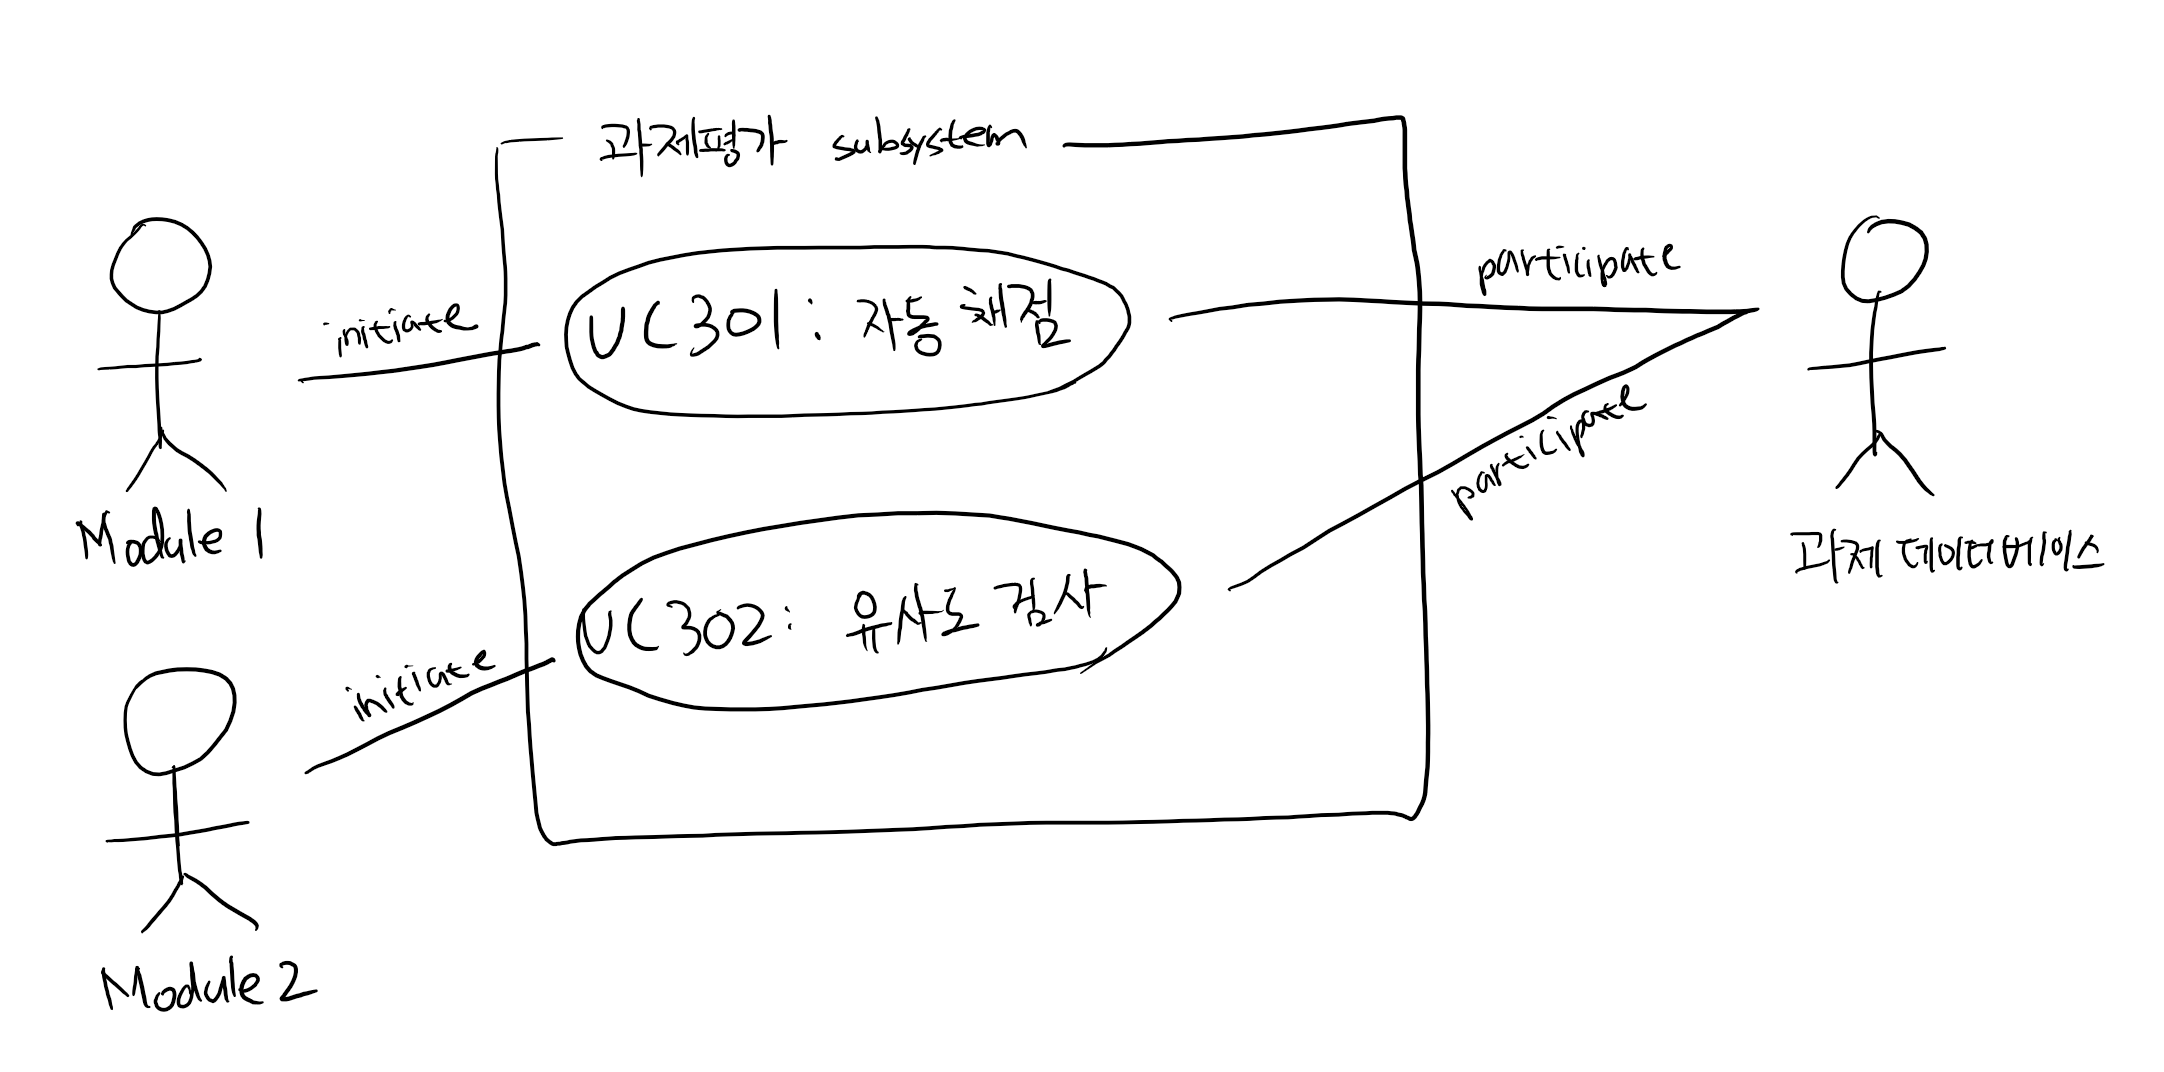 과제평가 subsystem
initiate
UC301: 자동 채점
participate
Module 1
participate
과제 데이터베이스
initiate
UC302: 유사도 검사
Module 2